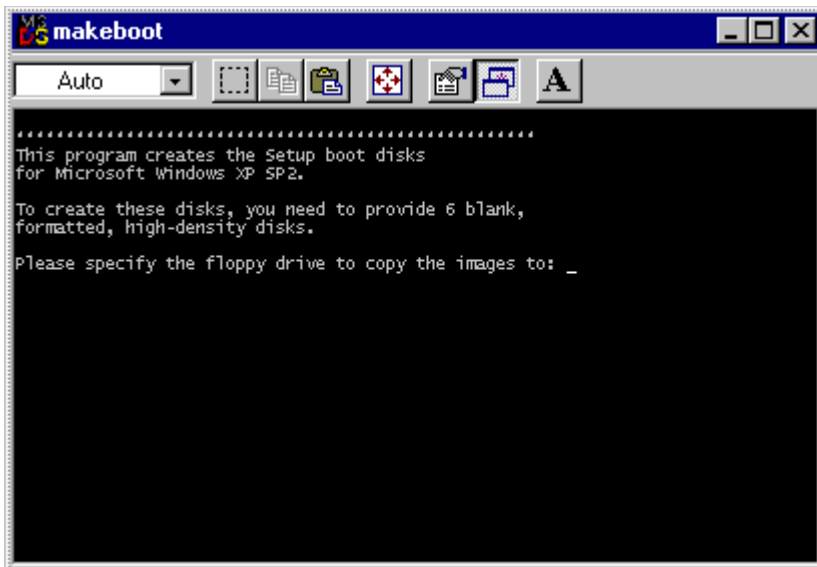 makeboot
Auto
A
This program creates the Setup boot disks
for Microsoft Windows XP SP2.
To create these disks, you need to provide 6 blank,
formatted, high-density disks.
Please specify the floppy drive to copy the images to: _